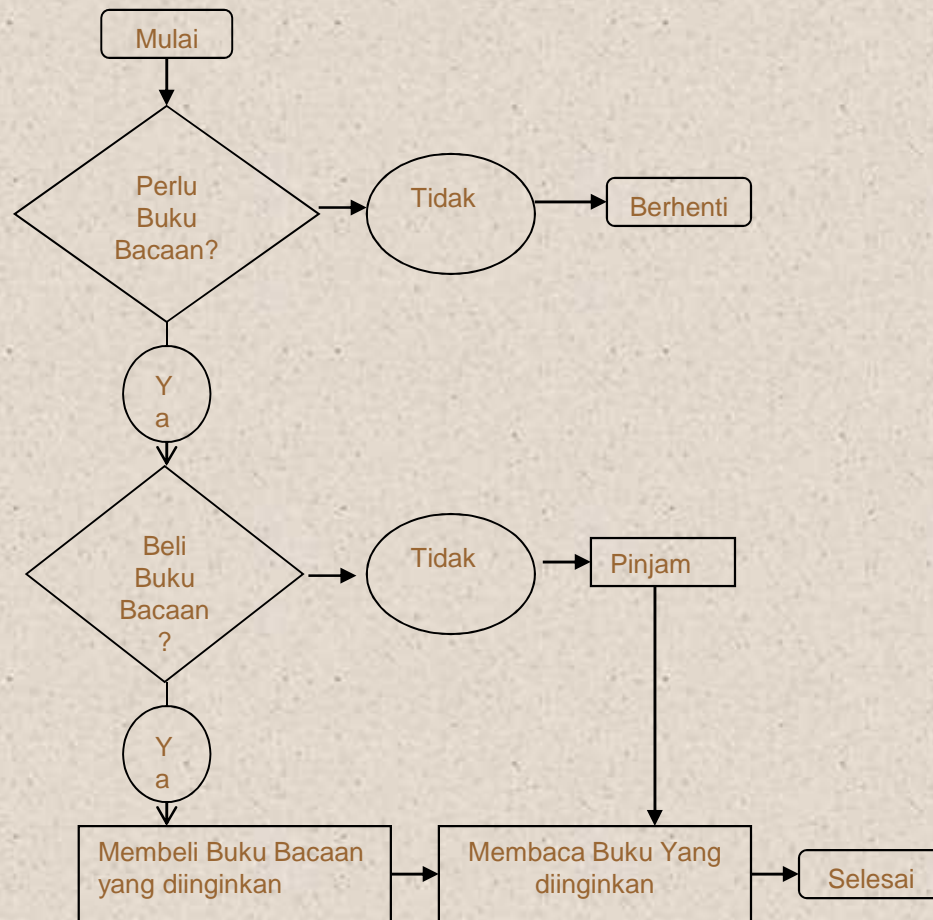 Mulai
Perlu
Buku
Bacaan?
Tidak
Berhenti
Y
a
Beli
Buku
Bacaan
?
Tidak
Pinjam
Y
a
Membeli Buku Bacaan
yang diinginkan
Membaca Buku Yang
diinginkan
Selesai